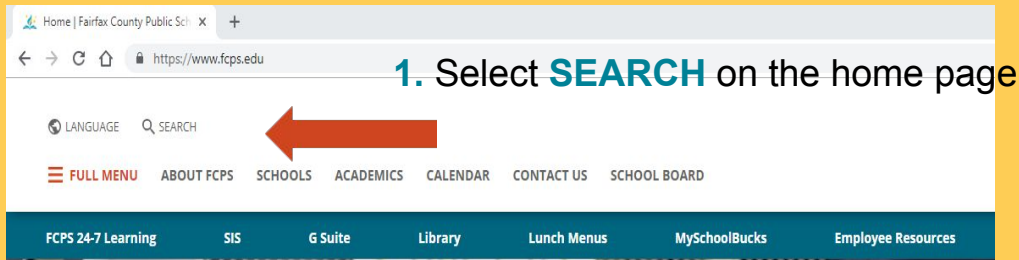 Home | Fairfax County Public Sch
https://www.fcps.edu
1. Select SEARCH on the home page
LANGUAGE SEARCH
FULL MENU ABOUT FCPS SCHOOLS ACADEMICS CALENDAR CONTACT US SCHOOL BOARD
FCPS 24-7 Learning SIS G Suite Library Lunch Menus MySchoolBucks Employee Resources